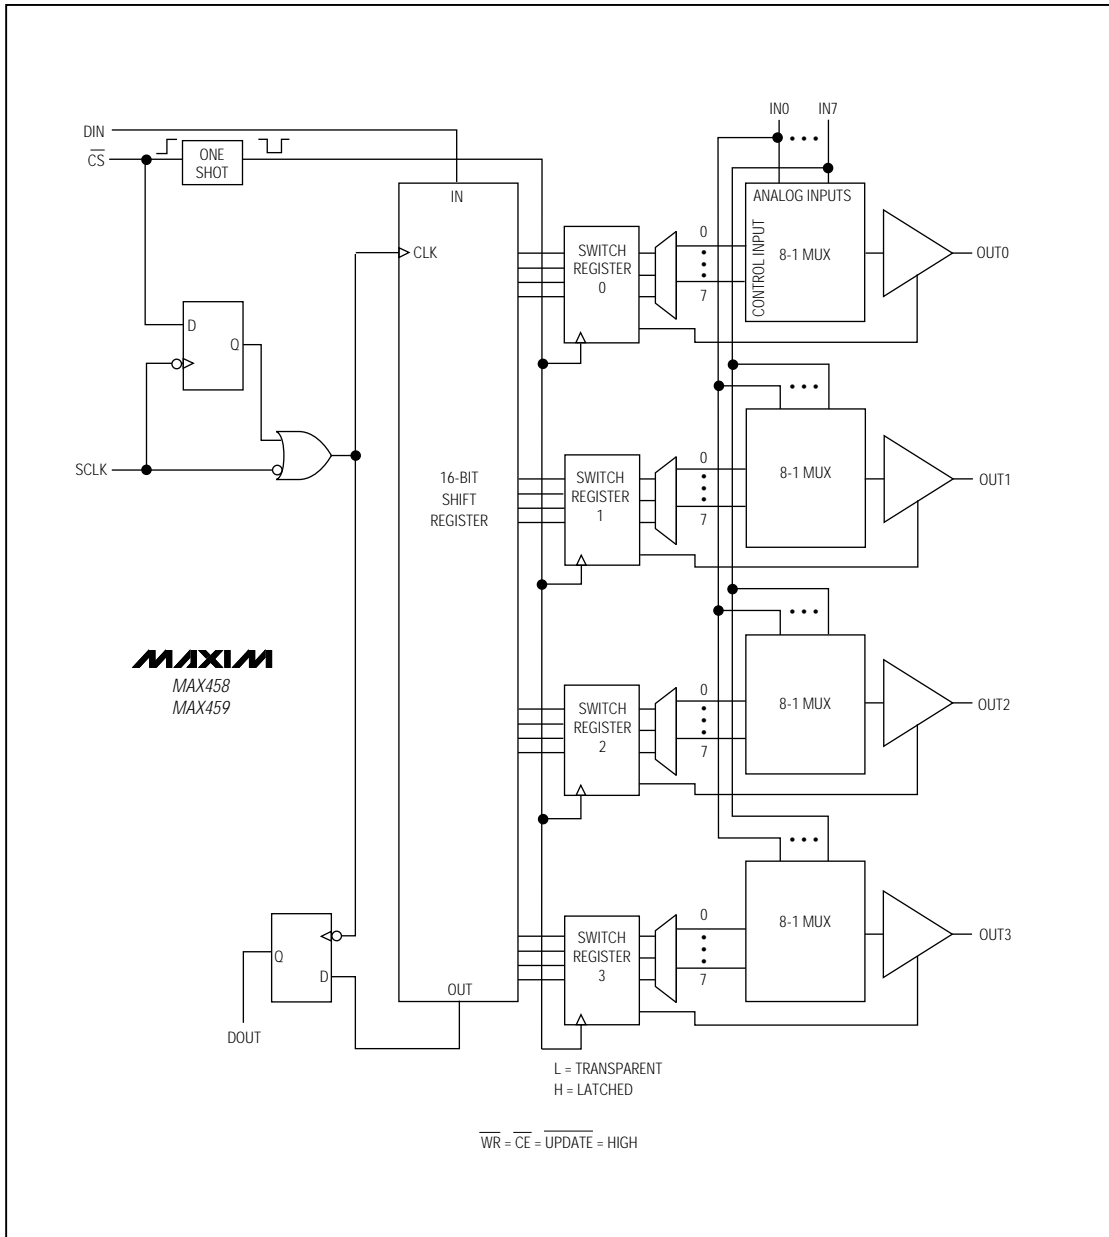 IN0 IN7
DIN
CS
ONE
SHOT
IN
ANALOG INPUTS
CONTROL INPUT
8-1 MUX
CLK
SWITCH
REGISTER
0
0
7
OUT0
D
Q
SCLK
16-BIT
SHIFT
REGISTER
SWITCH
REGISTER
1
0
7
8-1 MUX
OUT1
MAXIM
MAX458
MAX459
SWITCH
REGISTER
2
0
7
8-1 MUX
OUT2
SWITCH
REGISTER
3
0
7
8-1 MUX
OUT3
Q
D
OUT
DOUT
L = TRANSPARENT
H = LATCHED
WR = CE = UPDATE = HIGH